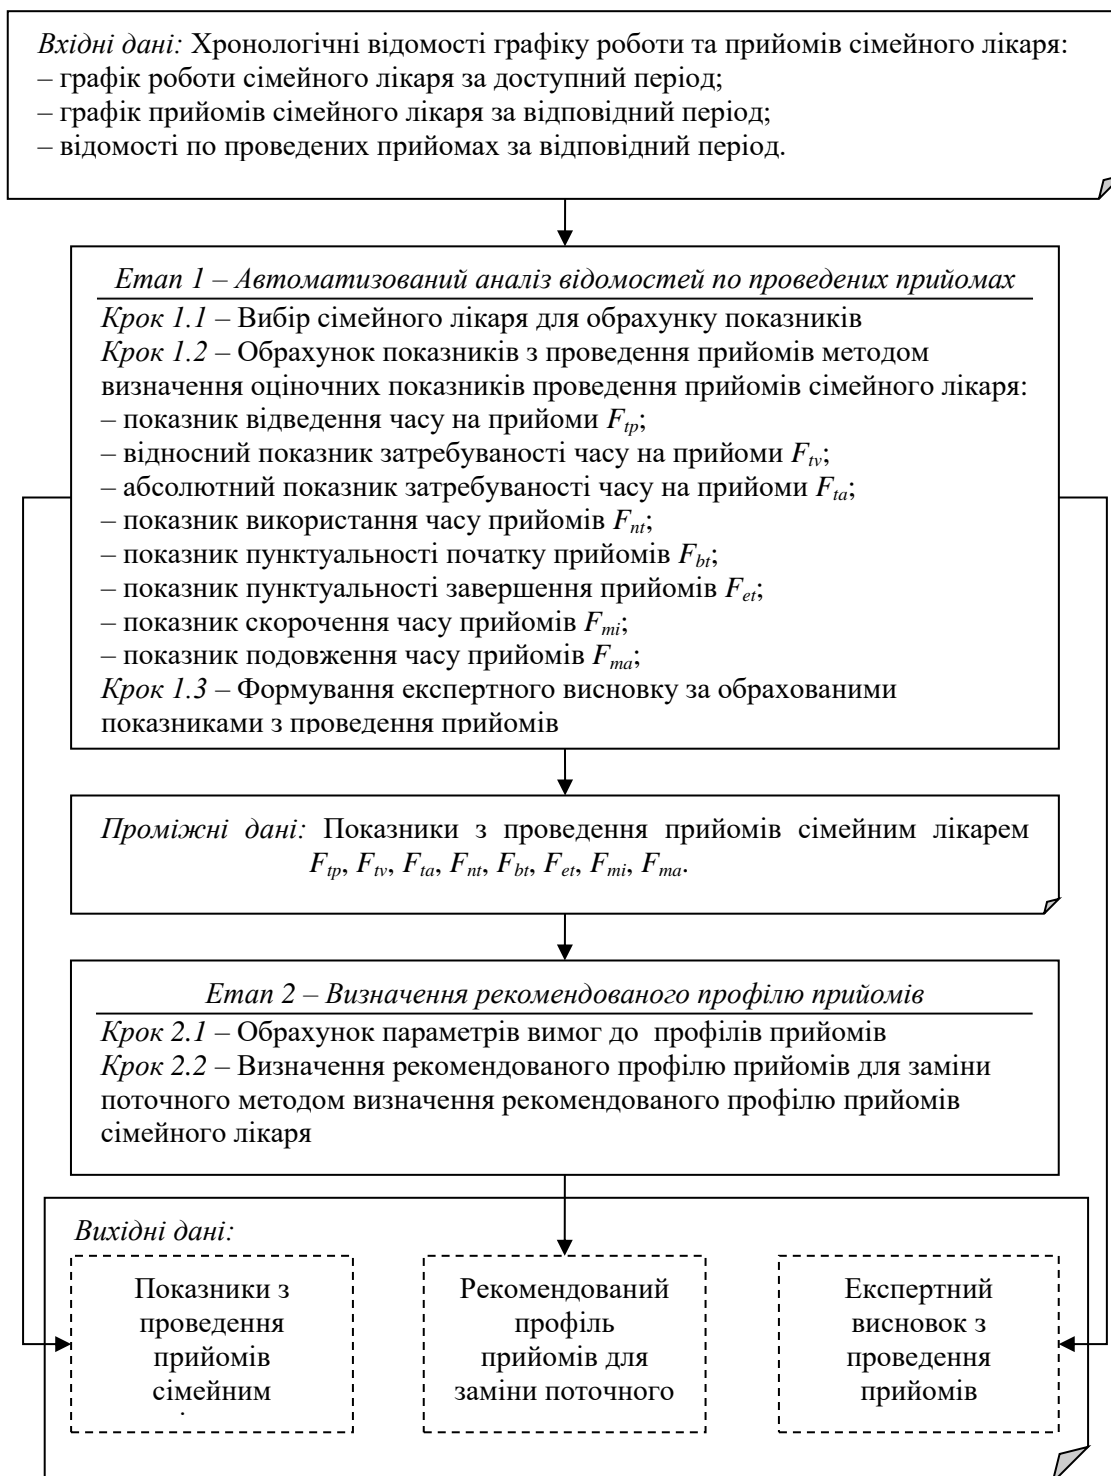 Вхідні дані: Хронологічні відомості графіку роботи та прийомів сімейного лікаря:
– графік роботи сімейного лікаря за доступний період;
– графік прийомів сімейного лікаря за відповідний період;
– відомості по проведених прийомах за відповідний період.
Етап 1 – Автоматизований аналіз відомостей по проведених прийомах
Крок 1.1 – Вибір сімейного лікаря для обрахунку показників
Крок 1.2 – Обрахунок показників з проведення прийомів методом
визначення оціночних показників проведення прийомів сімейного лікаря:
– показник відведення часу на прийоми Ftp;
– відносний показник затребуваності часу на прийоми Ftv;
– абсолютний показник затребуваності часу на прийоми Fta;
– показник використання часу прийомів Fnt;
– показник пунктуальності початку прийомів Fbt;
– показник пунктуальності завершення прийомів Fet;
– показник скорочення часу прийомів Fmi;
– показник подовження часу прийомів Fma;
Крок 1.3 – Формування експертного висновку за обрахованими
показниками з проведення прийомів
Проміжні дані: Показники з проведення прийомів сімейним лікарем
Ftp, Ftv, Fta, Fnt, Fbt, Fet, Fmi, Fma.
Етап 2 – Визначення рекомендованого профілю прийомів
Крок 2.1 – Обрахунок параметрів вимог до профілів прийомів
Крок 2.2 – Визначення рекомендованого профілю прийомів для заміни
поточного методом визначення рекомендованого профілю прийомів
сімейного лікаря
Вихідні дані:
Показники з
проведення
прийомів
сімейним
Рекомендований
профіль
прийомів для
заміни поточного
Експертний
висновок з
проведення
прийомів